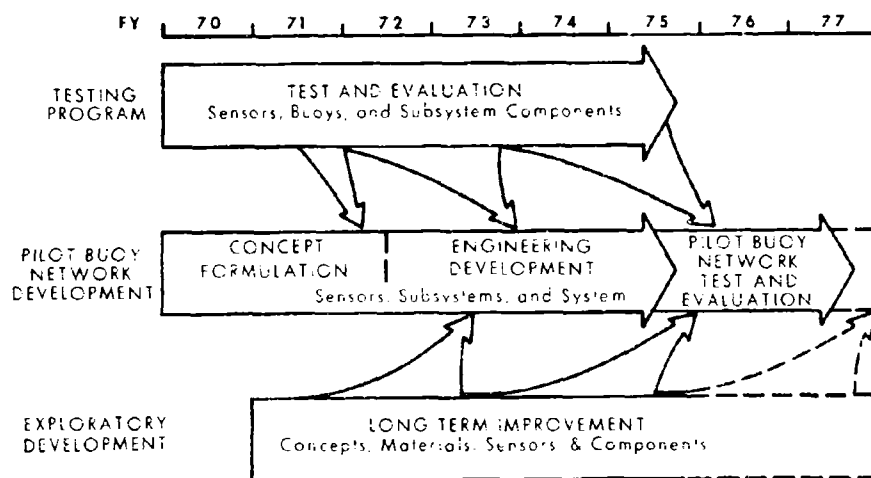 FY 70 71 72 73 74 75 76 77
TESTING PROGRAM
TEST AND EVALUATION
Sensors, Buoys, and Subsystem Components
PILOT BUOY NETWORK DEVELOPMENT
CONCEPT FORMULATION
ENGINEERING DEVELOPMENT
Sensors, Subsystems, and System
PILOT BUOY NETWORK TEST AND EVALUATION
EXPLORATORY DEVELOPMENT
LONG TERM IMPROVEMENT
Concepts, Materials, Sensors & Components